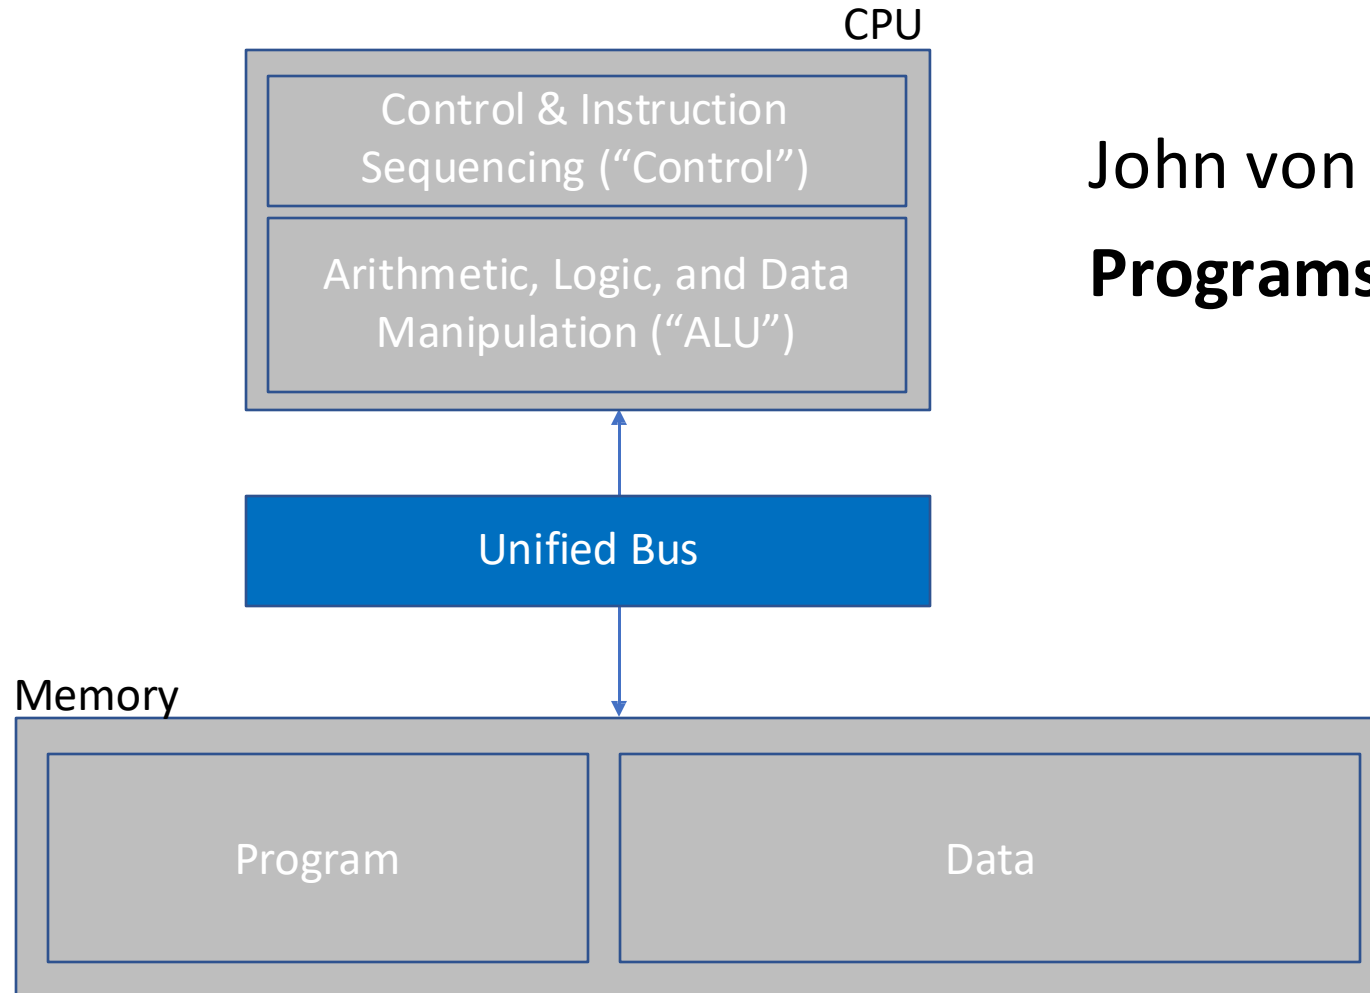 CPU
Control & Instruction
Sequencing (“Control”)
Arithmetic, Logic, and Data
Manipulation (“ALU”)
John von
Programs
Unified Bus
Memory
Program
Data